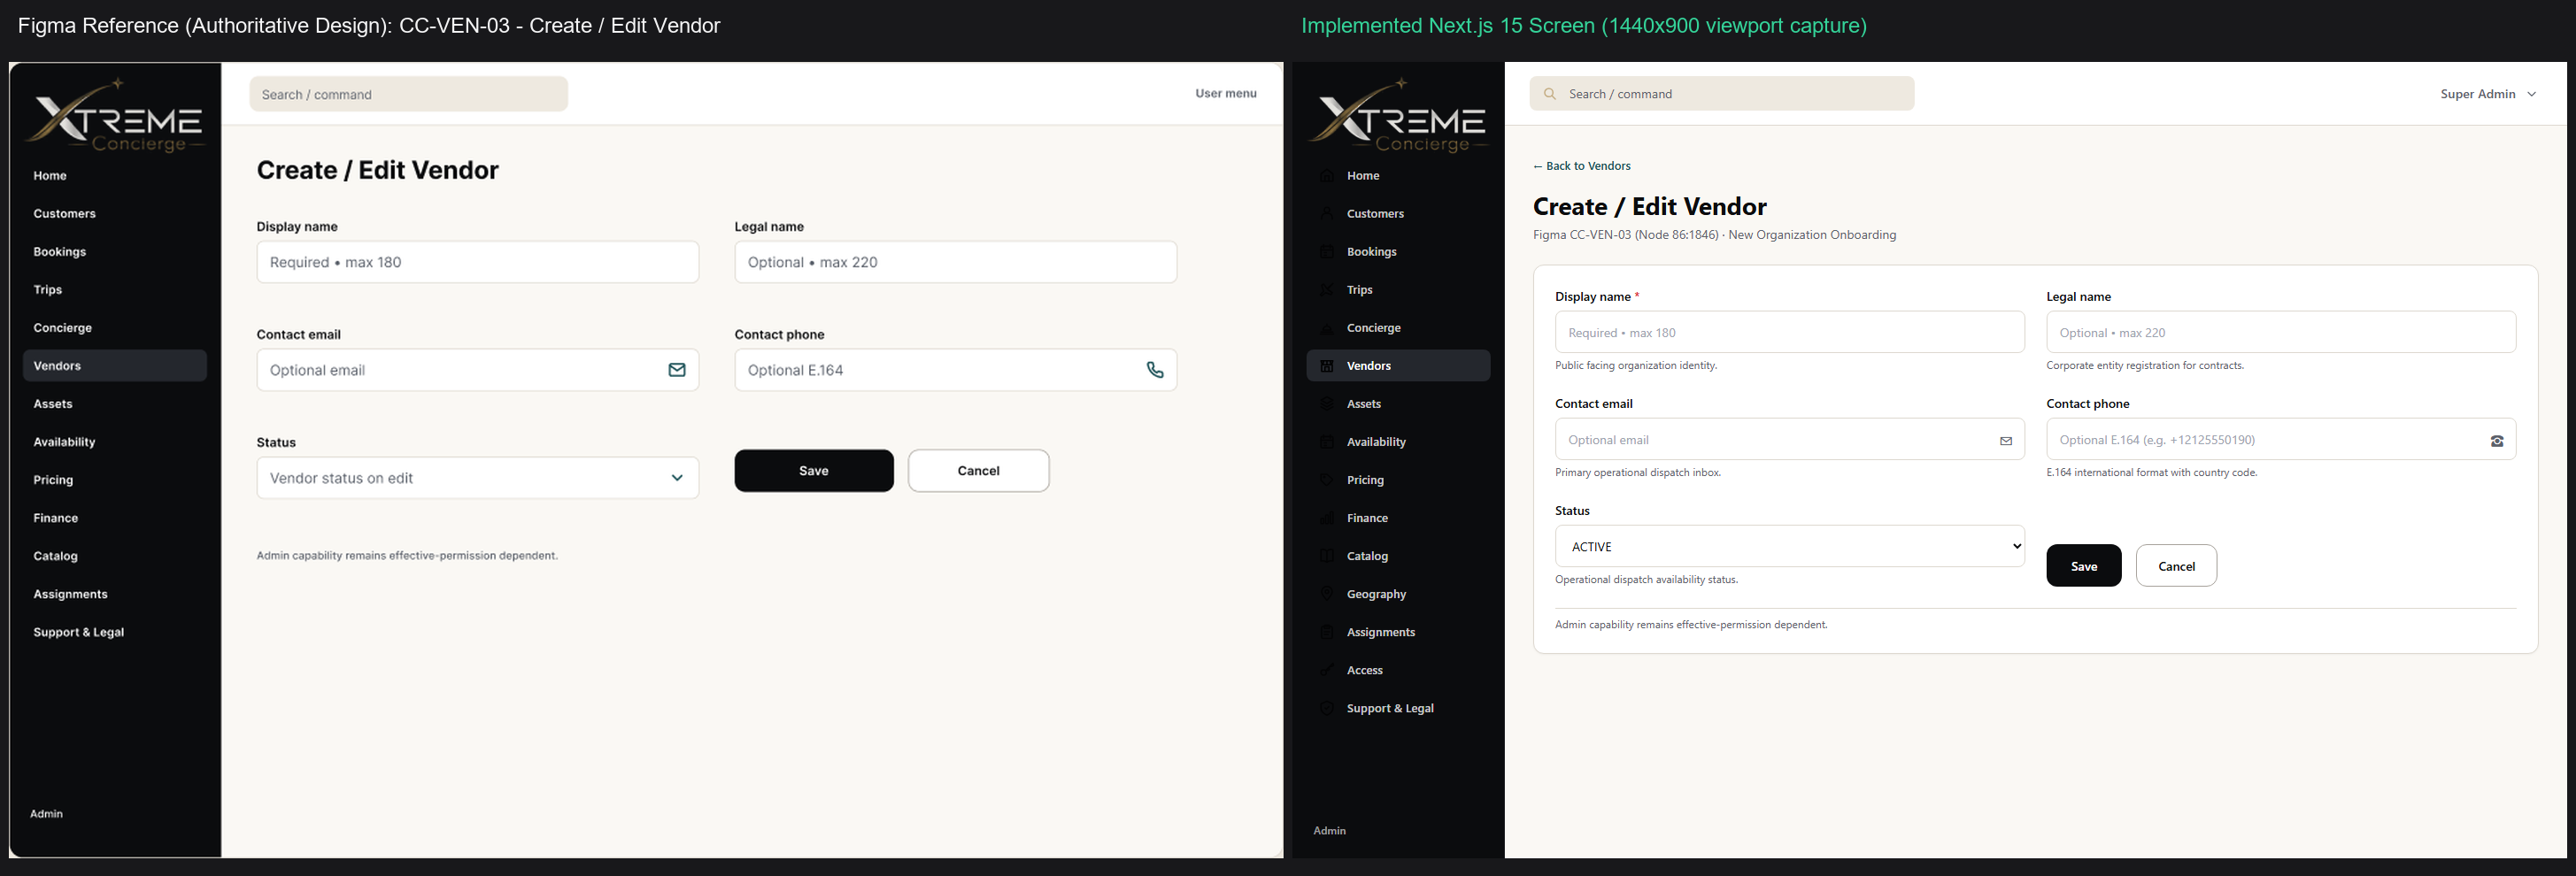 Figma Reference (Authoritative Design): CC-VEN-03 - Create / Edit Vendor
XTREME
Concierge
Search / command
User menu
Home
Customers
Bookings
Trips
Concierge
Vendors
Assets
Availability
Pricing
Finance
Catalog
Assignments
Support & Legal
Admin
Create / Edit Vendor
Display name
Legal name
Required • max 180
Optional • max 220
Contact email
Contact phone
Optional email
Optional E.164
Status
Vendor status on edit
Save
Cancel
Admin capability remains effective-permission dependent.
Implemented Next.js 15 Screen (1440x900 viewport capture)
XTREME
Concierge
Search / command
Super Admin
Home
Customers
Bookings
Trips
Concierge
Vendors
Assets
Availability
Pricing
Finance
Catalog
Geography
Assignments
Access
Support & Legal
Admin
← Back to Vendors
Create / Edit Vendor
Figma CC-VEN-03 (Node 86:1846) · New Organization Onboarding
Display name *
Legal name
Required • max 180
Optional • max 220
Public facing organization identity.
Corporate entity registration for contracts.
Contact email
Contact phone
Optional email
Optional E.164 (e.g. +12125550190)
Primary operational dispatch inbox.
E.164 international format with country code.
Status
ACTIVE
Save
Cancel
Operational dispatch availability status.
Admin capability remains effective-permission dependent.